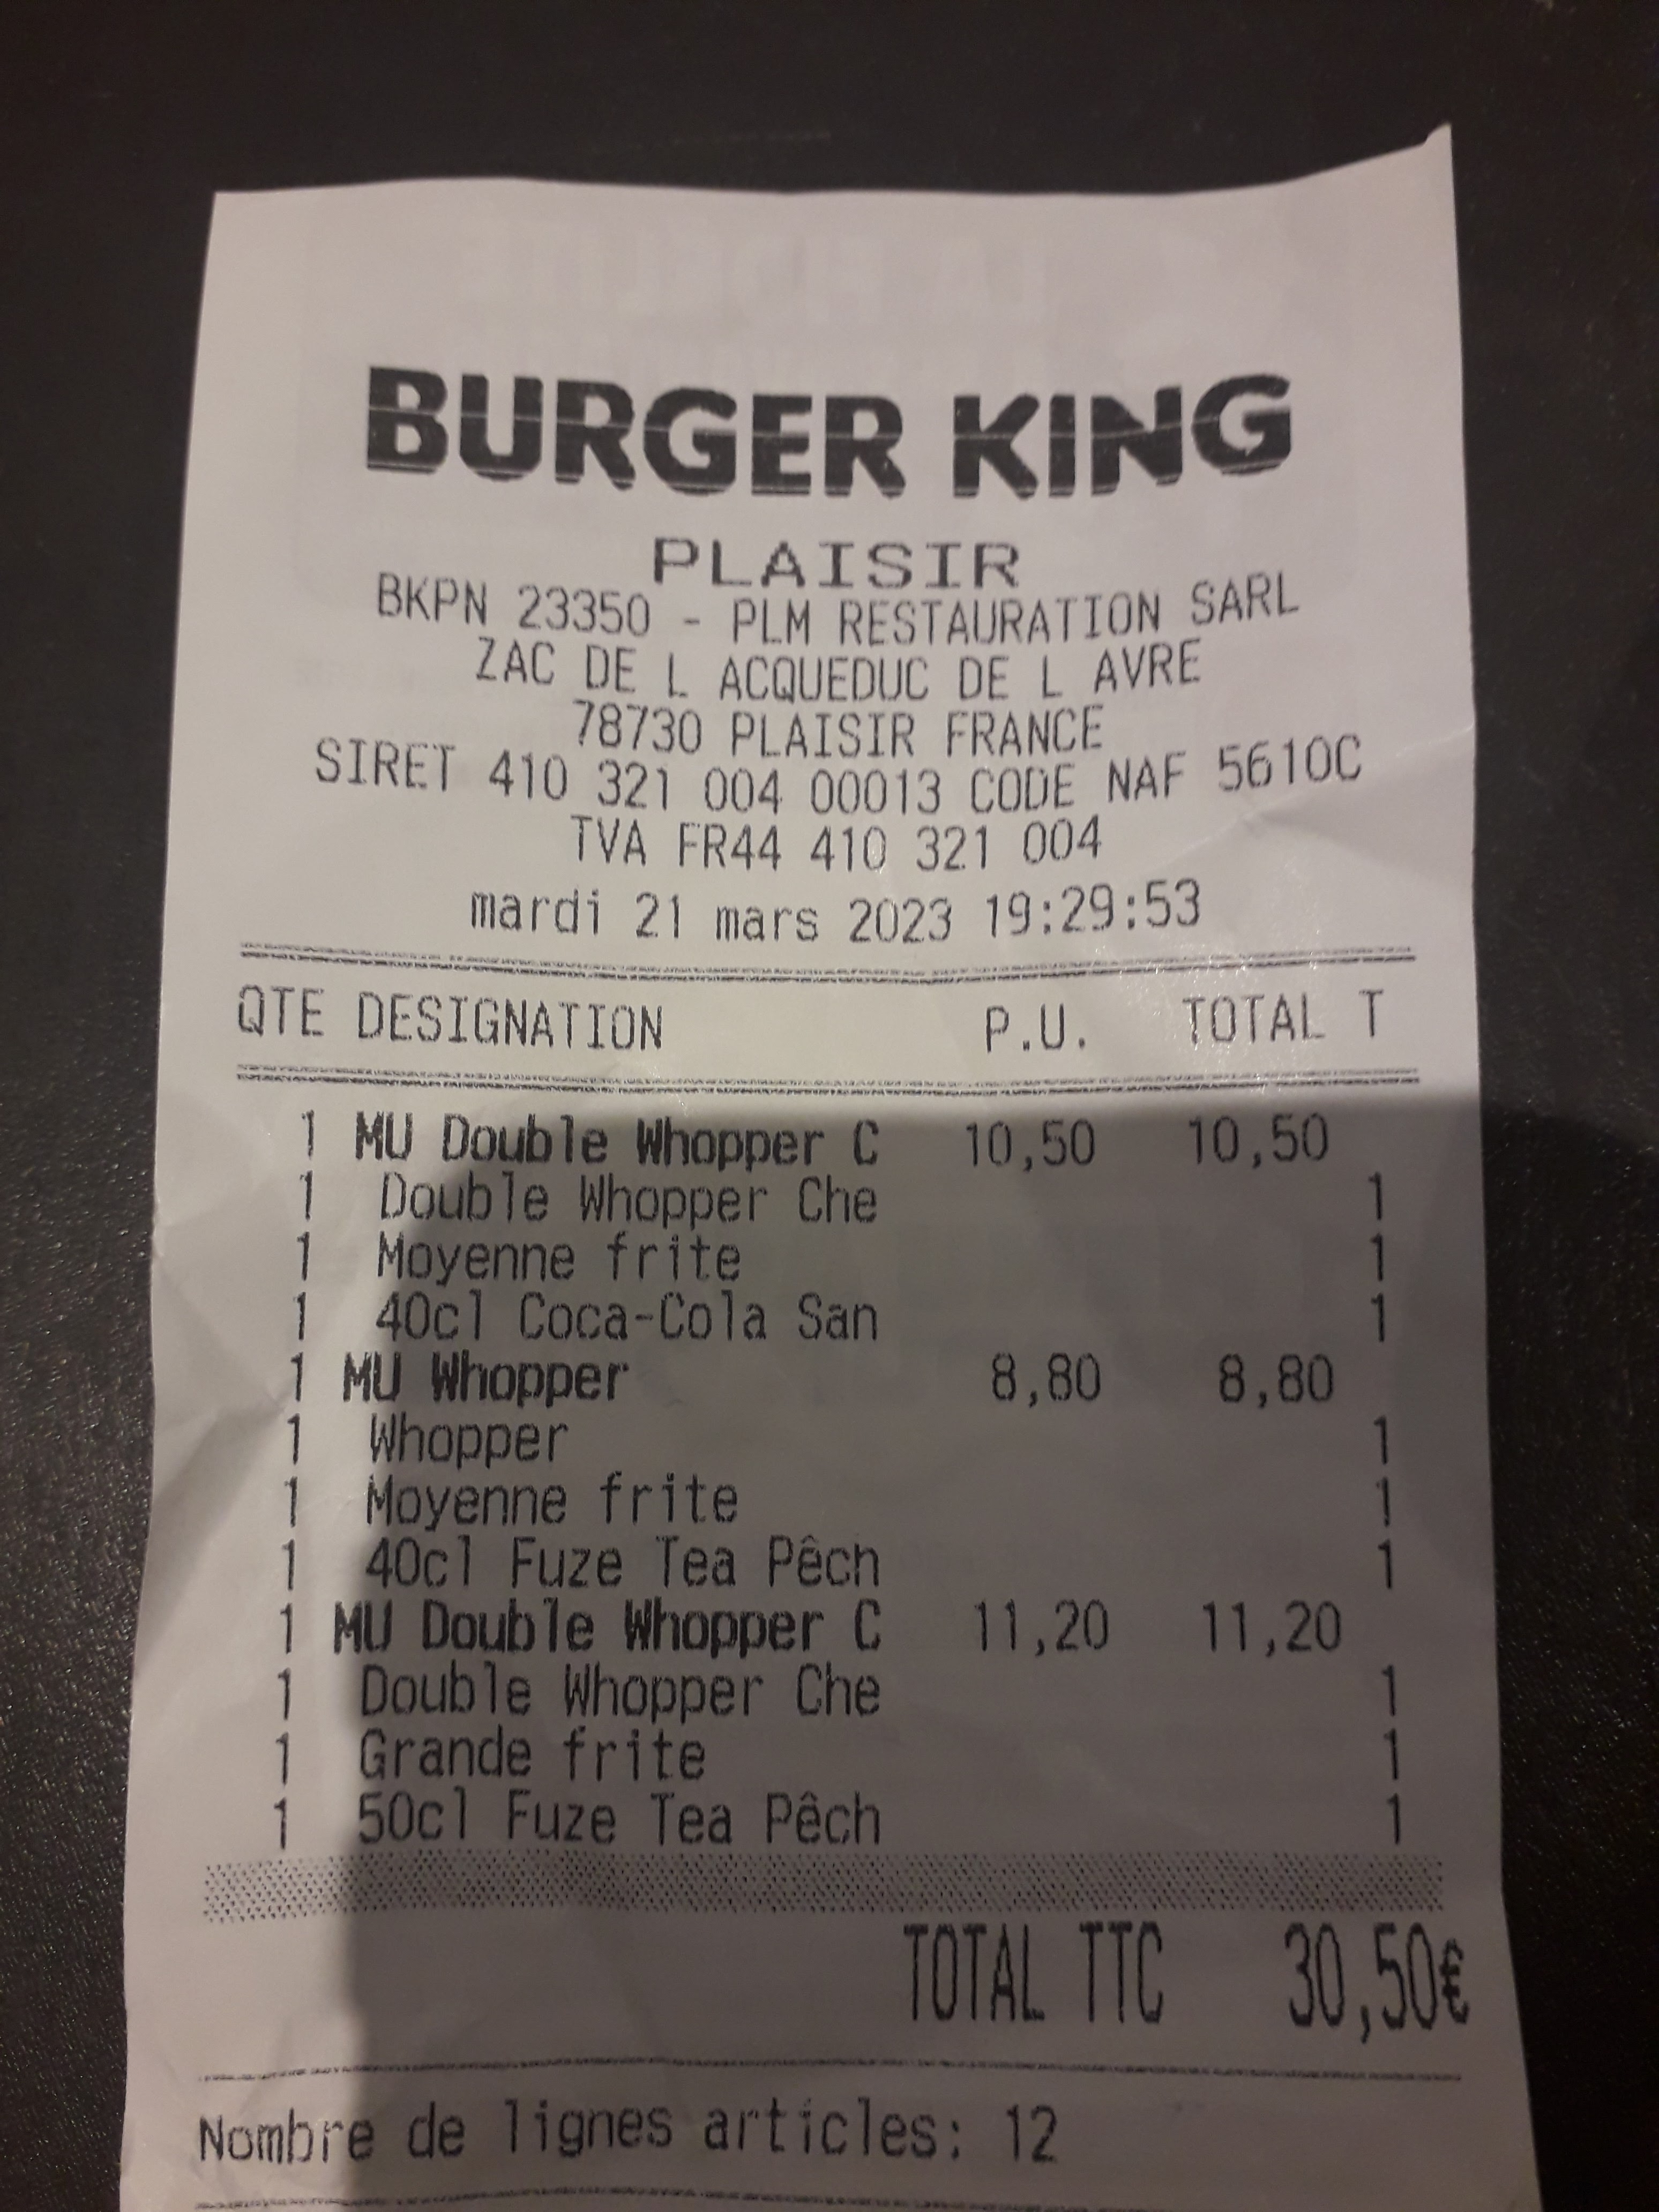 BURGER KING
PLAISIR
BKPN 23350 - PLM RESTAURATION SARL
ZAC DE L ACQUEDUC DE L AVRE
78730 PLAISIR FRANCE
SIRET 410 321 004 00013 CODE NAF 5610C
TVA FR44 410 321 004
mardi 21 mars 2023 19:29:53
QTE DESIGNATION P.U. TOTAL T
1 MU Double Whopper C 10,50 10,50
1 Double Whopper Che 1
1 Moyenne frite 1
1 40cl Coca-Cola San 1
1 MU Whopper 8,80 8,80
1 Whopper 1
1 Moyenne frite 1
1 40cl Fuze Tea Pêch 1
1 MU Double Whopper C 11,20 11,20
1 Double Whopper Che 1
1 Grande frite 1
1 50cl Fuze Tea Pêch 1
TOTAL TTC 30,50€
Nombre de lignes articles: 12